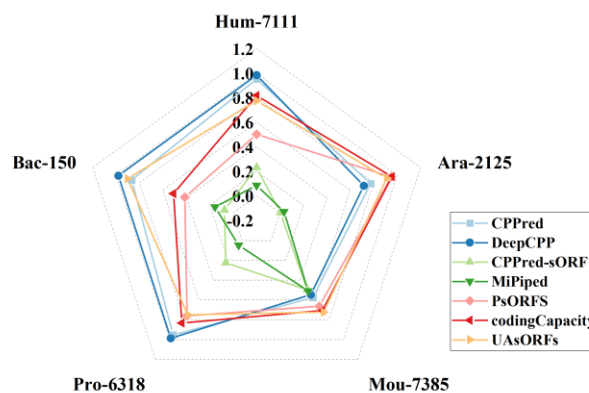 Hum-7111
1.2
1.0
0.8
0.6
0.4
0.2
0.0
-0.2
Bac-150
Ara-2125
CPPred
DeepCPP
CPPred-sORF
MiPiped
PsORFS
codingCapacity
UAsORFs
Pro-6318
Mou-7385